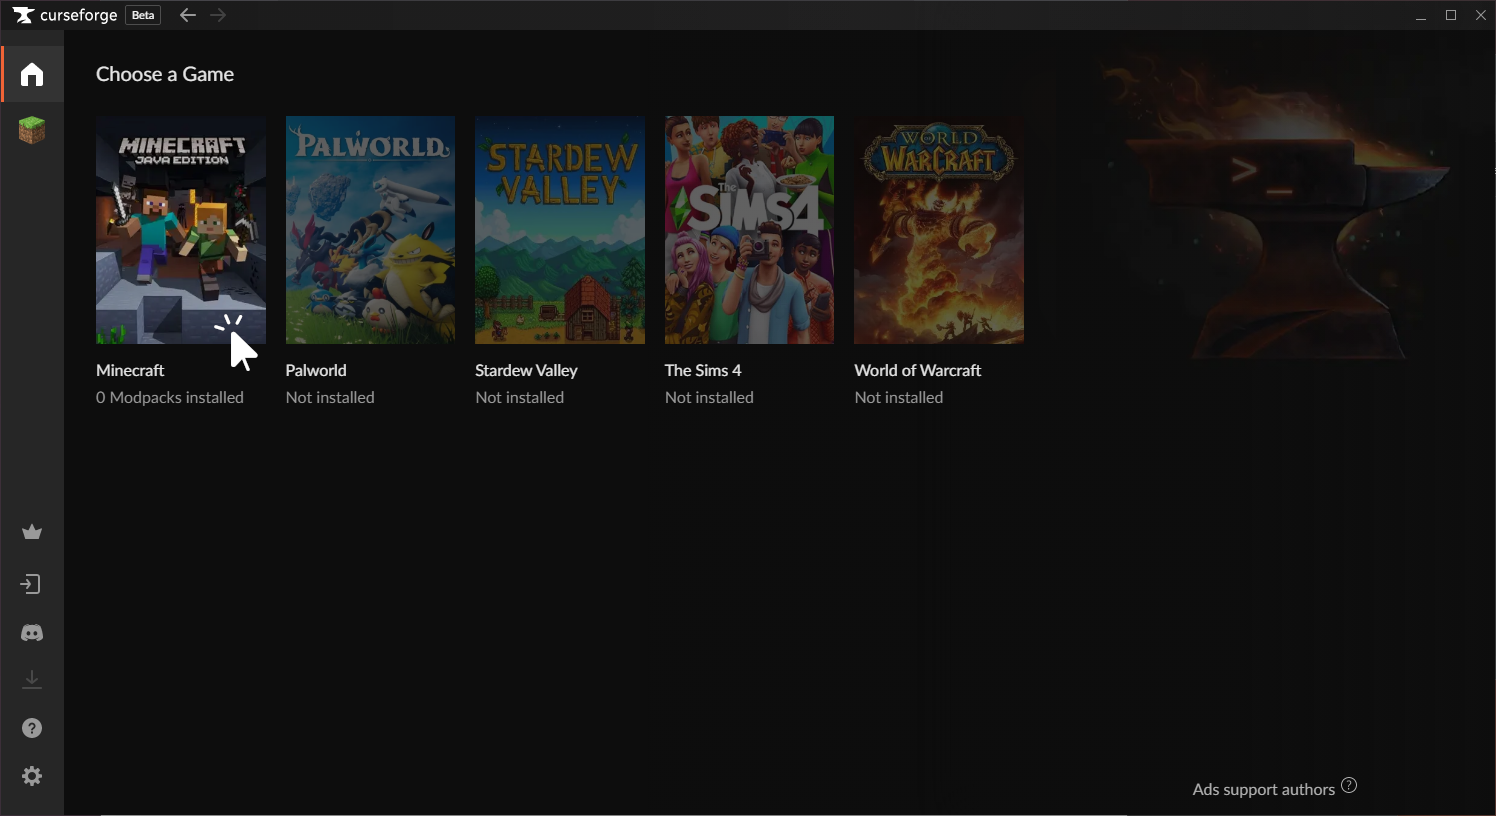 curseforge Beta
Choose a Game
MINECRAFT
JAVA EDITION
PALWORLD
STARDEW
VALLEY
The
SIMS 4
WORLD
OF
WARCRAFT
>_
Minecraft
0 Modpacks installed
Palworld
Not installed
Stardew Valley
Not installed
The Sims 4
Not installed
World of Warcraft
Not installed
?
Ads support authors ?